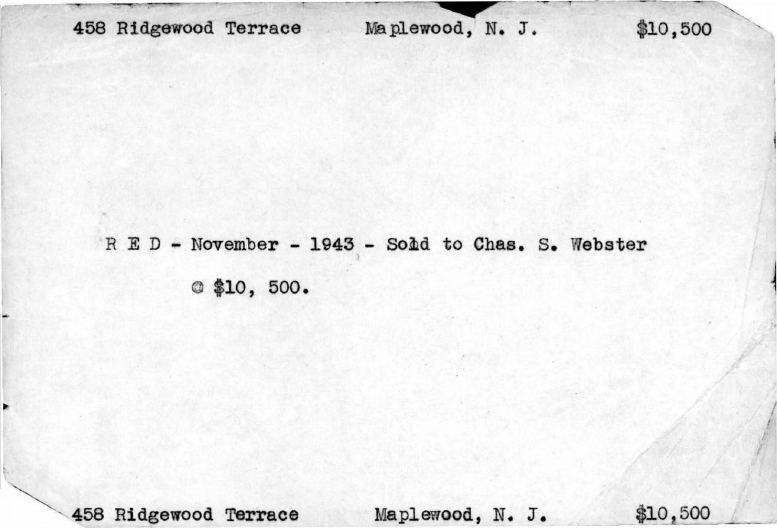 458 Ridgewood Terrace Maplewood, N. J. $10,500
R E D - November - 1943 - Sold to Chas. S. Webster
@ $10, 500.
458 Ridgewood Terrace Maplewood, N. J. $10,500